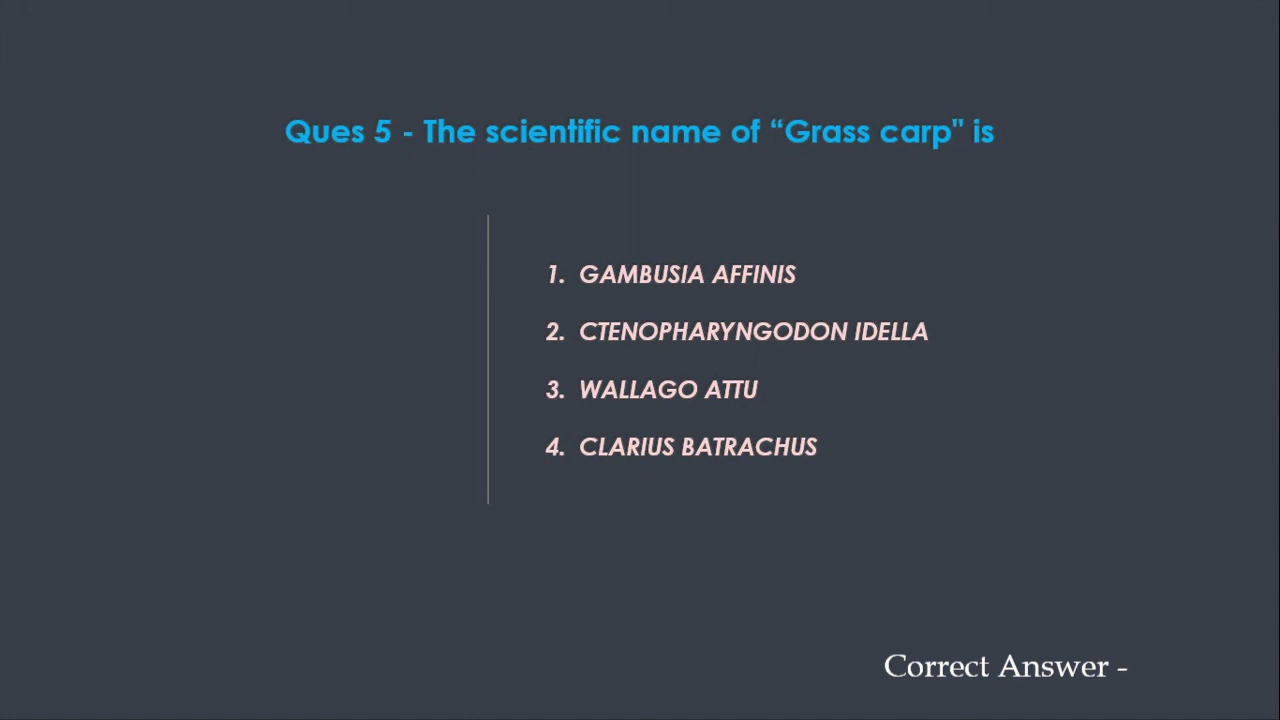 Ques 5 - The scientific name of “Grass carp" is
1. GAMBUSIA AFFINIS
2. CTENOPHARYNGODON IDELLA
3. WALLAGO ATTU
4. CLARIUS BATRACHUS
Correct Answer -